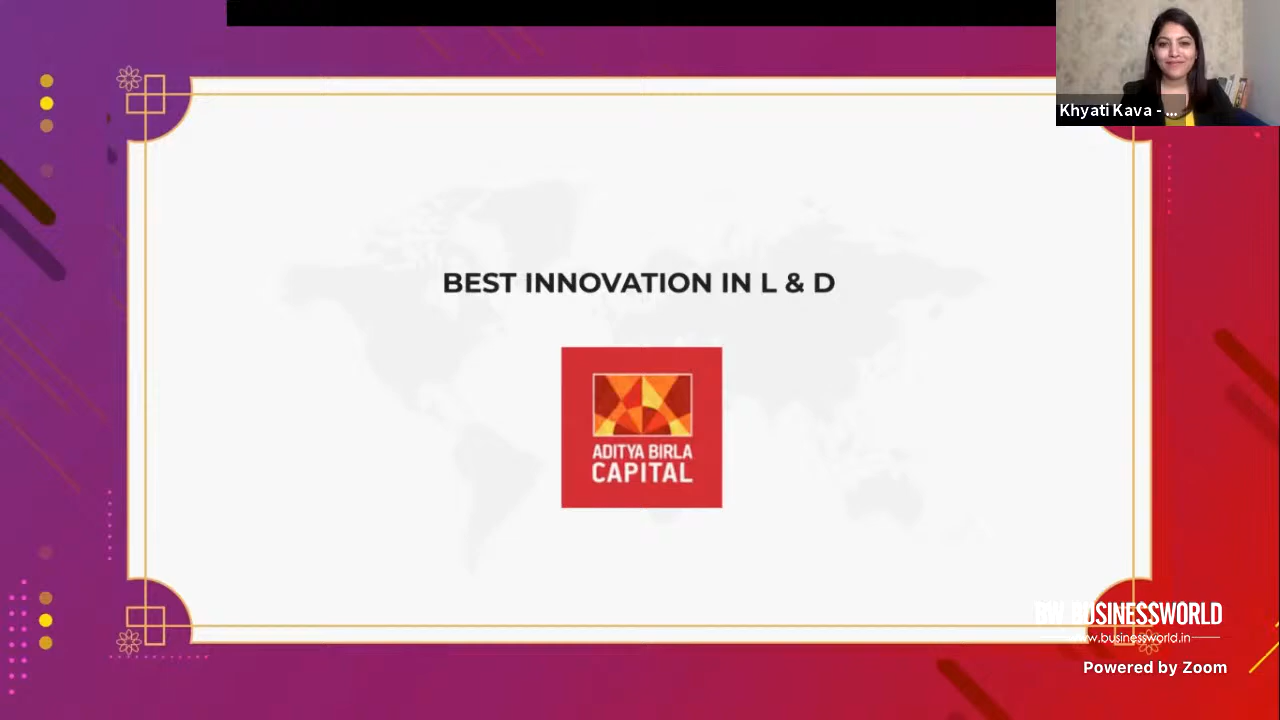 Khyati Kava - ...
BEST INNOVATION IN L & D
ADITYA BIRLA
CAPITAL
BW BUSINESSWORLD
www.businessworld.in
Powered by Zoom